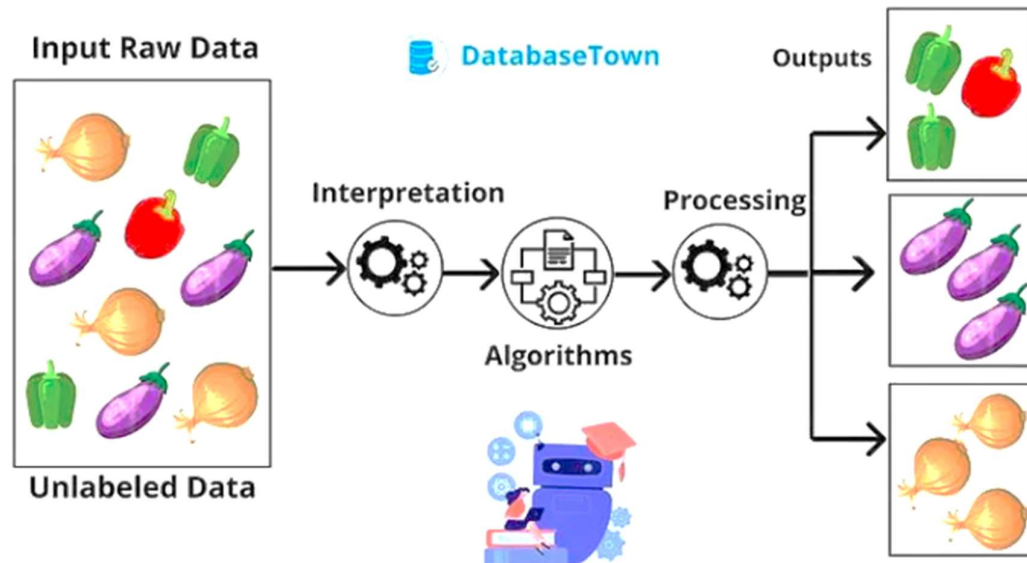 Input Raw Data
DatabaseTown
Outputs
Interpretation
Processing
Algorithms
Unlabeled Data